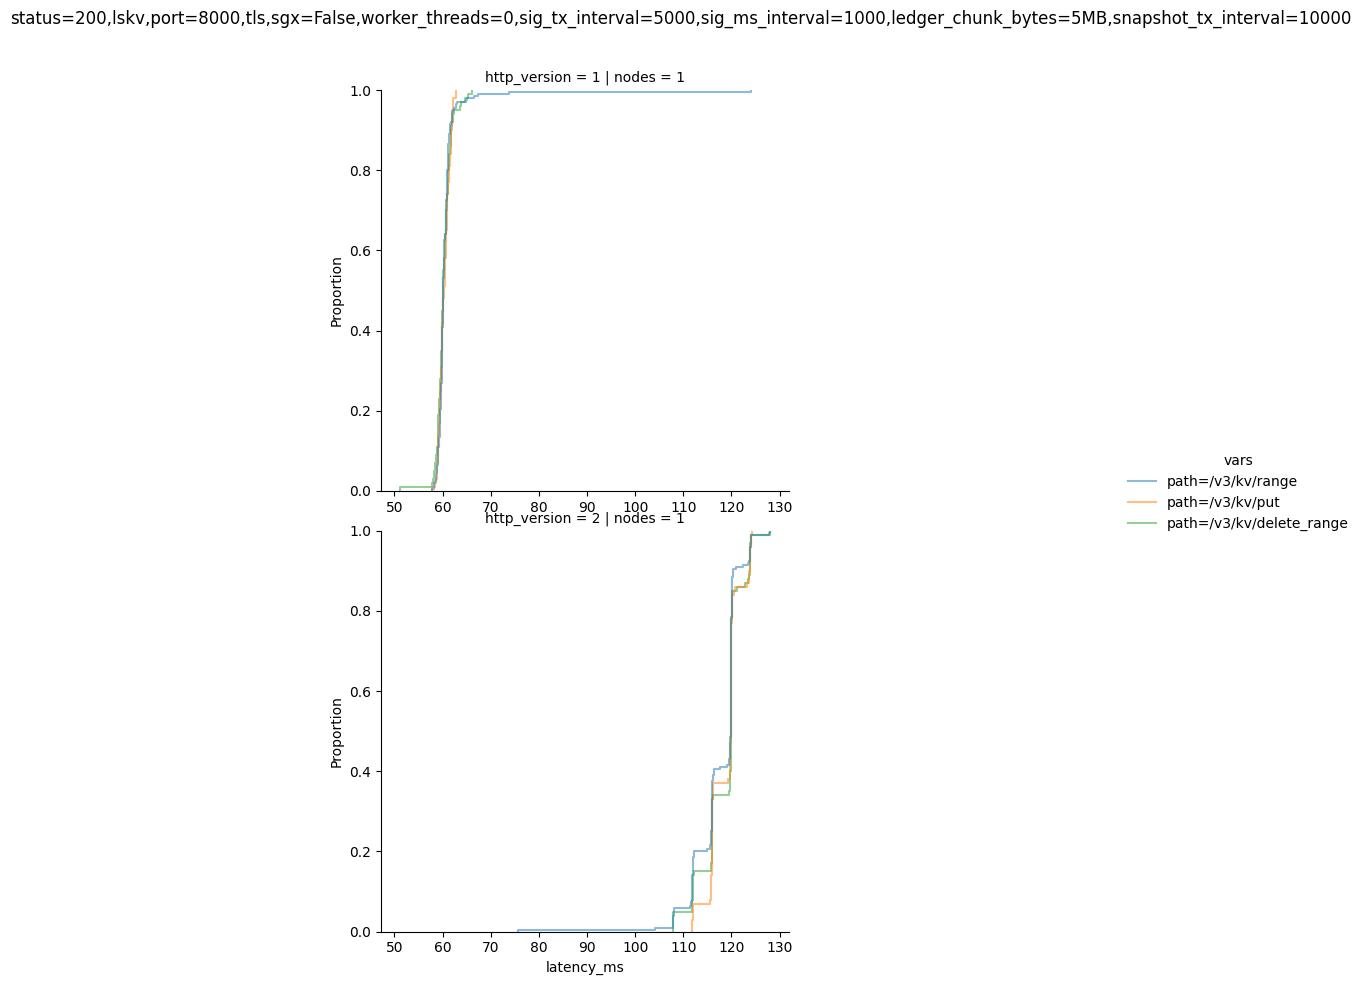 status=200,lskv,port=8000,tls,sgx=False,worker_threads=0,sig_tx_interval=5000,sig_ms_interval=1000,ledger_chunk_bytes=5MB,snapshot_tx_interval=10000
http_version = 1 | nodes = 1
1.0
0.8
0.6
0.4
0.2
0.0
Proportion
50 60 70 80 90 100 110 120 130
http_version = 2 | nodes = 1
1.0
0.8
0.6
0.4
0.2
0.0
Proportion
50 60 70 80 90 100 110 120 130
latency_ms
vars
path=/v3/kv/range
path=/v3/kv/put
path=/v3/kv/delete_range